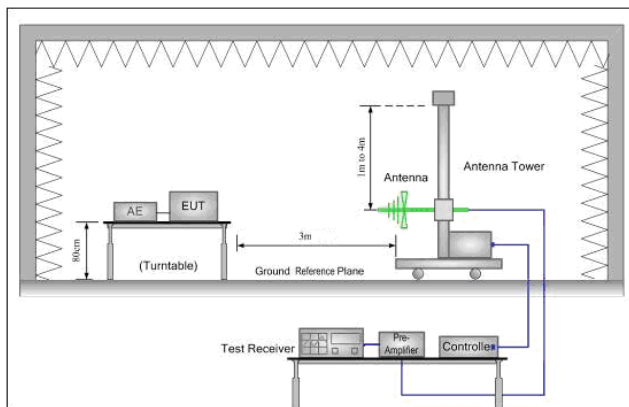 1m to 4m
Antenna
Antenna Tower
AE
EUT
80cm
(Turntable)
3m
Ground Reference Plane
Test Receiver
Pre-
Amplifier
Controller